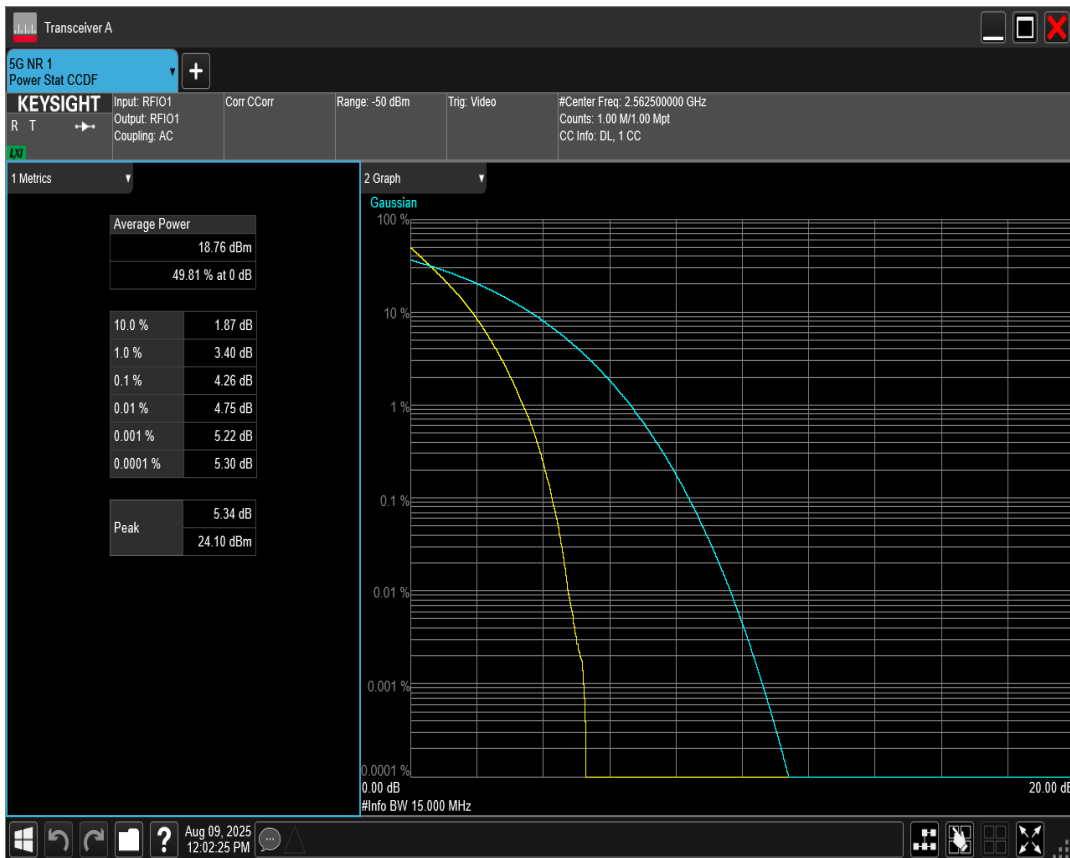 Transceiver A
5G NR 1
Power Stat CCDF
KEYSIGHT
R T
LXI
Input: RFIO1
Output: RFIO1
Coupling: AC
Corr CCorr
Range: -50 dBm
Trig: Video
#Center Freq: 2.562500000 GHz
Counts: 1.00 M/1.00 Mpt
CC Info: DL, 1 CC
1 Metrics
Average Power
18.76 dBm
49.81 % at 0 dB
10.0 % 1.87 dB
1.0 % 3.40 dB
0.1 % 4.26 dB
0.01 % 4.75 dB
0.001 % 5.22 dB
0.0001 % 5.30 dB
Peak
5.34 dB
24.10 dBm
2 Graph
Gaussian
100 %
10 %
1 %
0.1 %
0.01 %
0.001 %
0.0001 %
0.00 dB
20.00 dB
#Info BW 15.000 MHz
?
Aug 09, 2025
12:02:25 PM